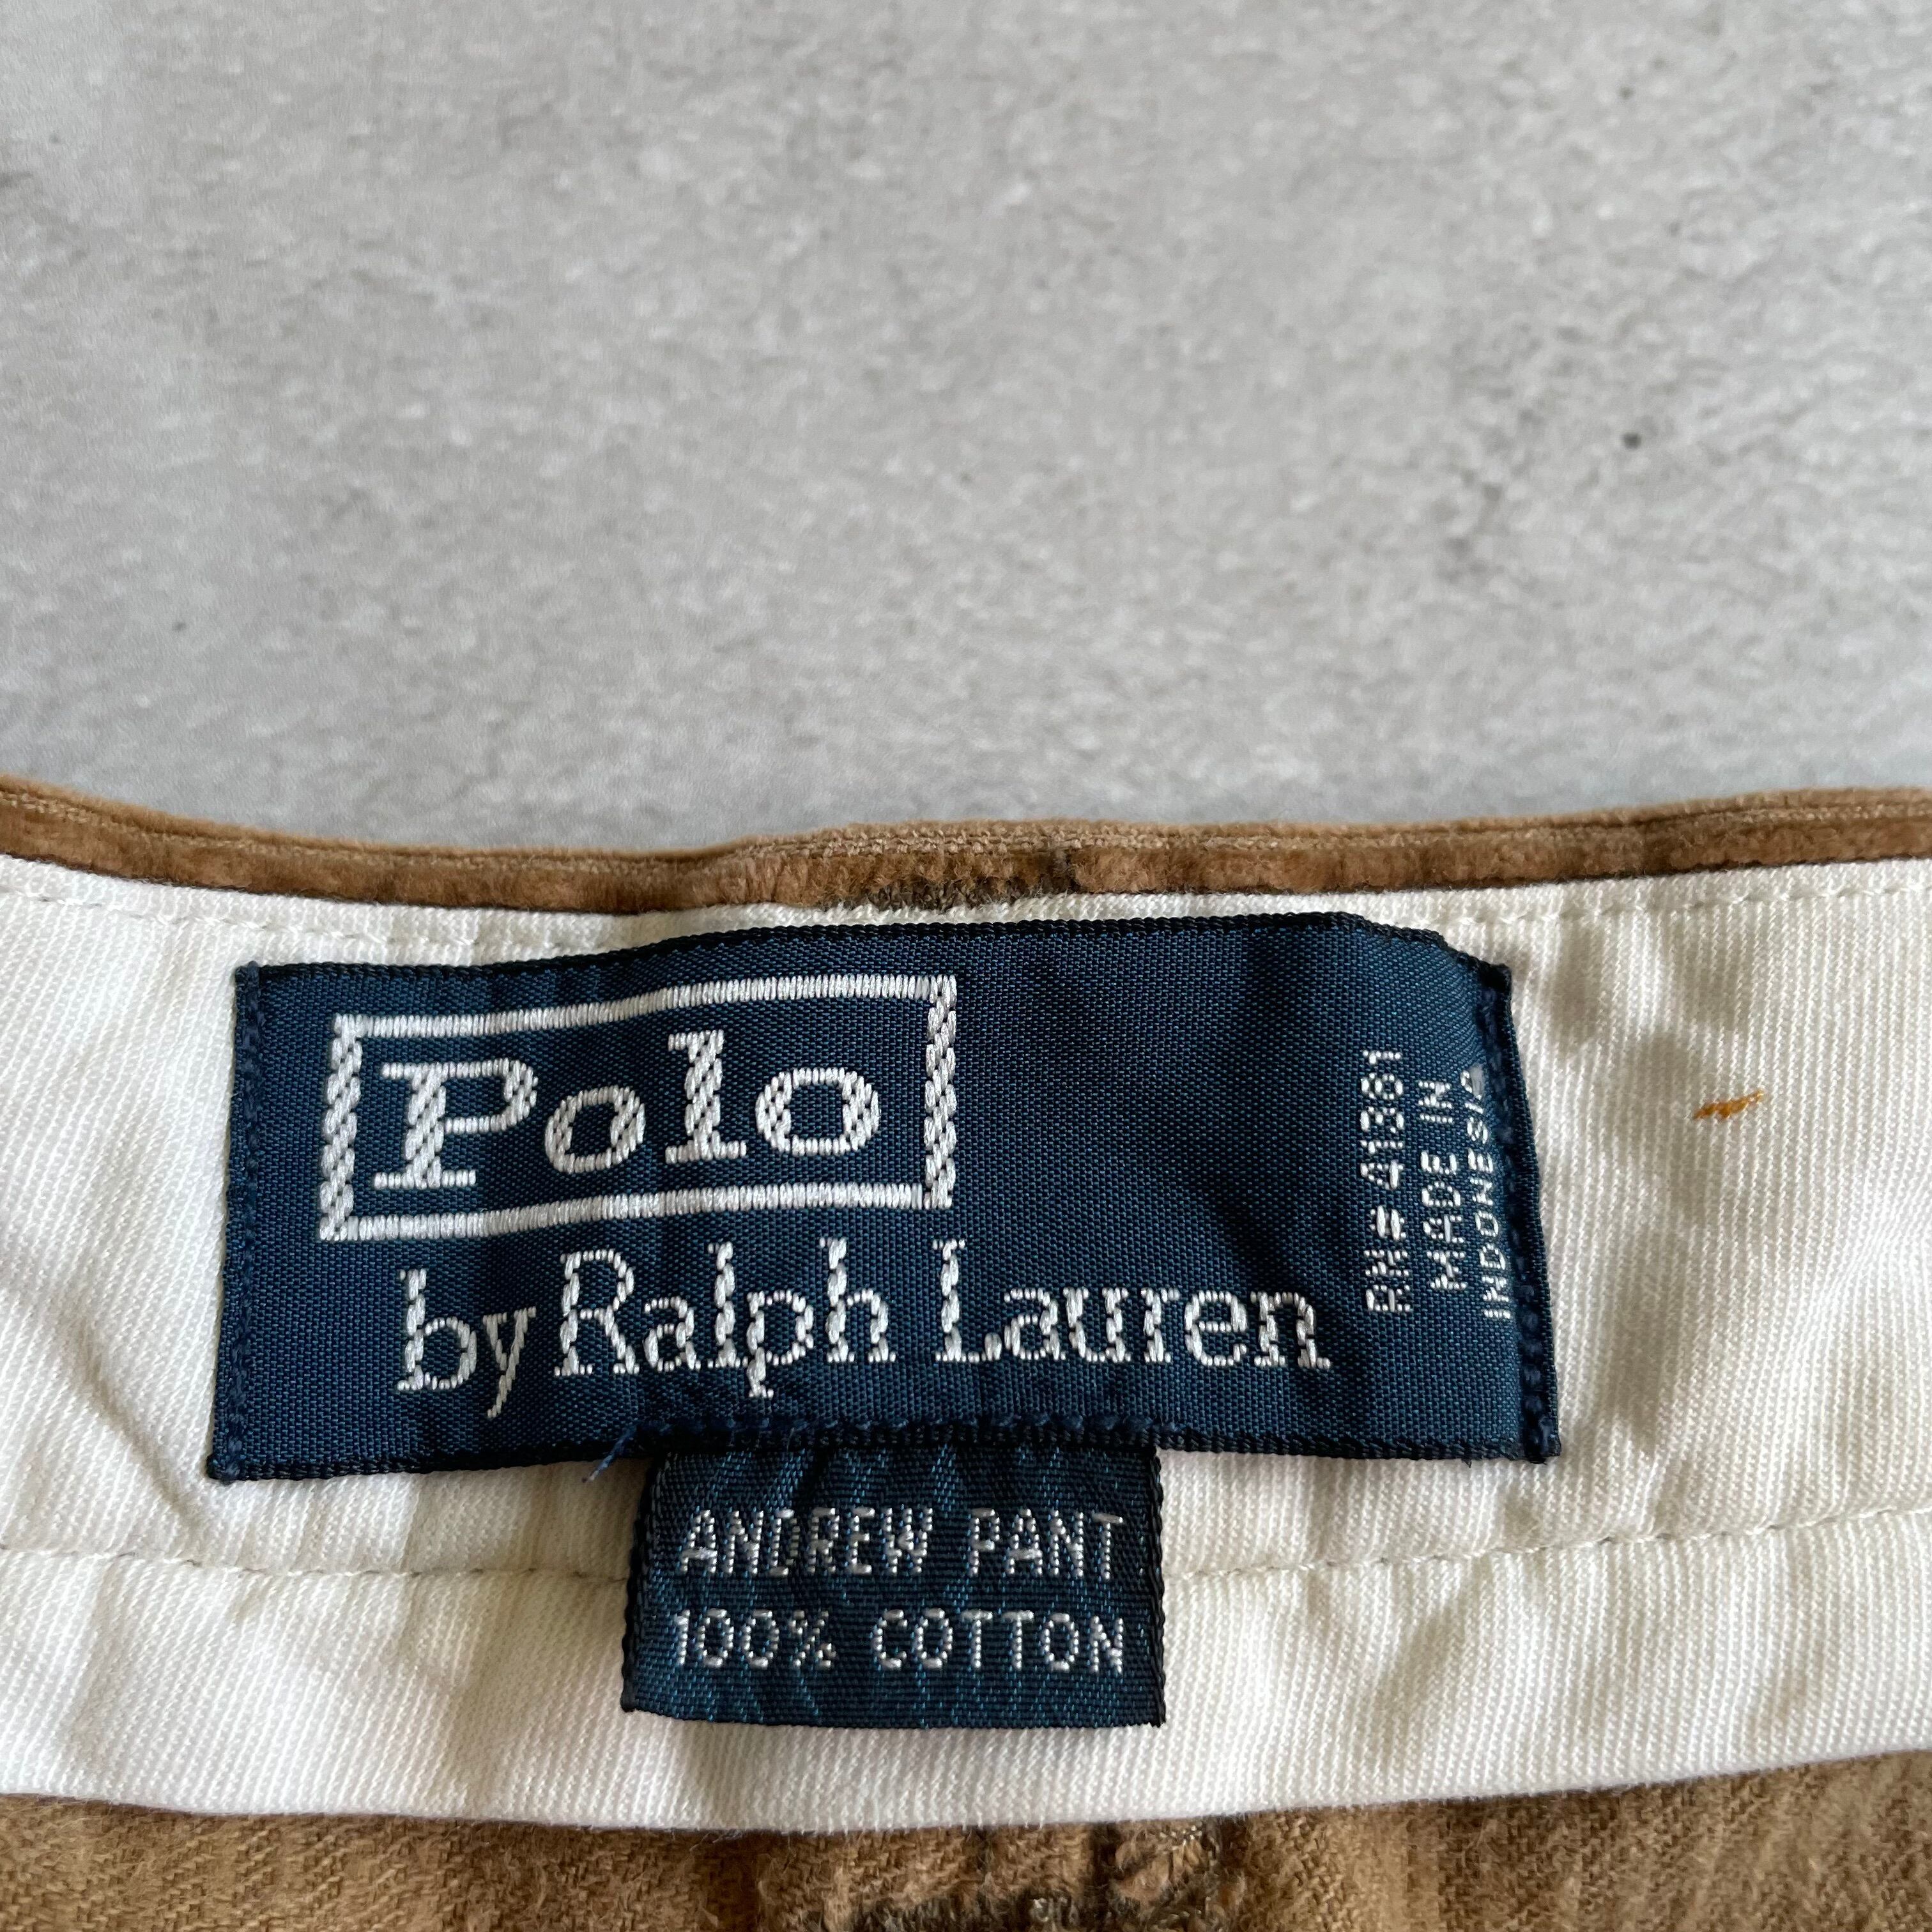 Polo
by Ralph Lauren
RN# 41381
MADE IN
INDONESIA
ANDREW PANT
100% COTTON